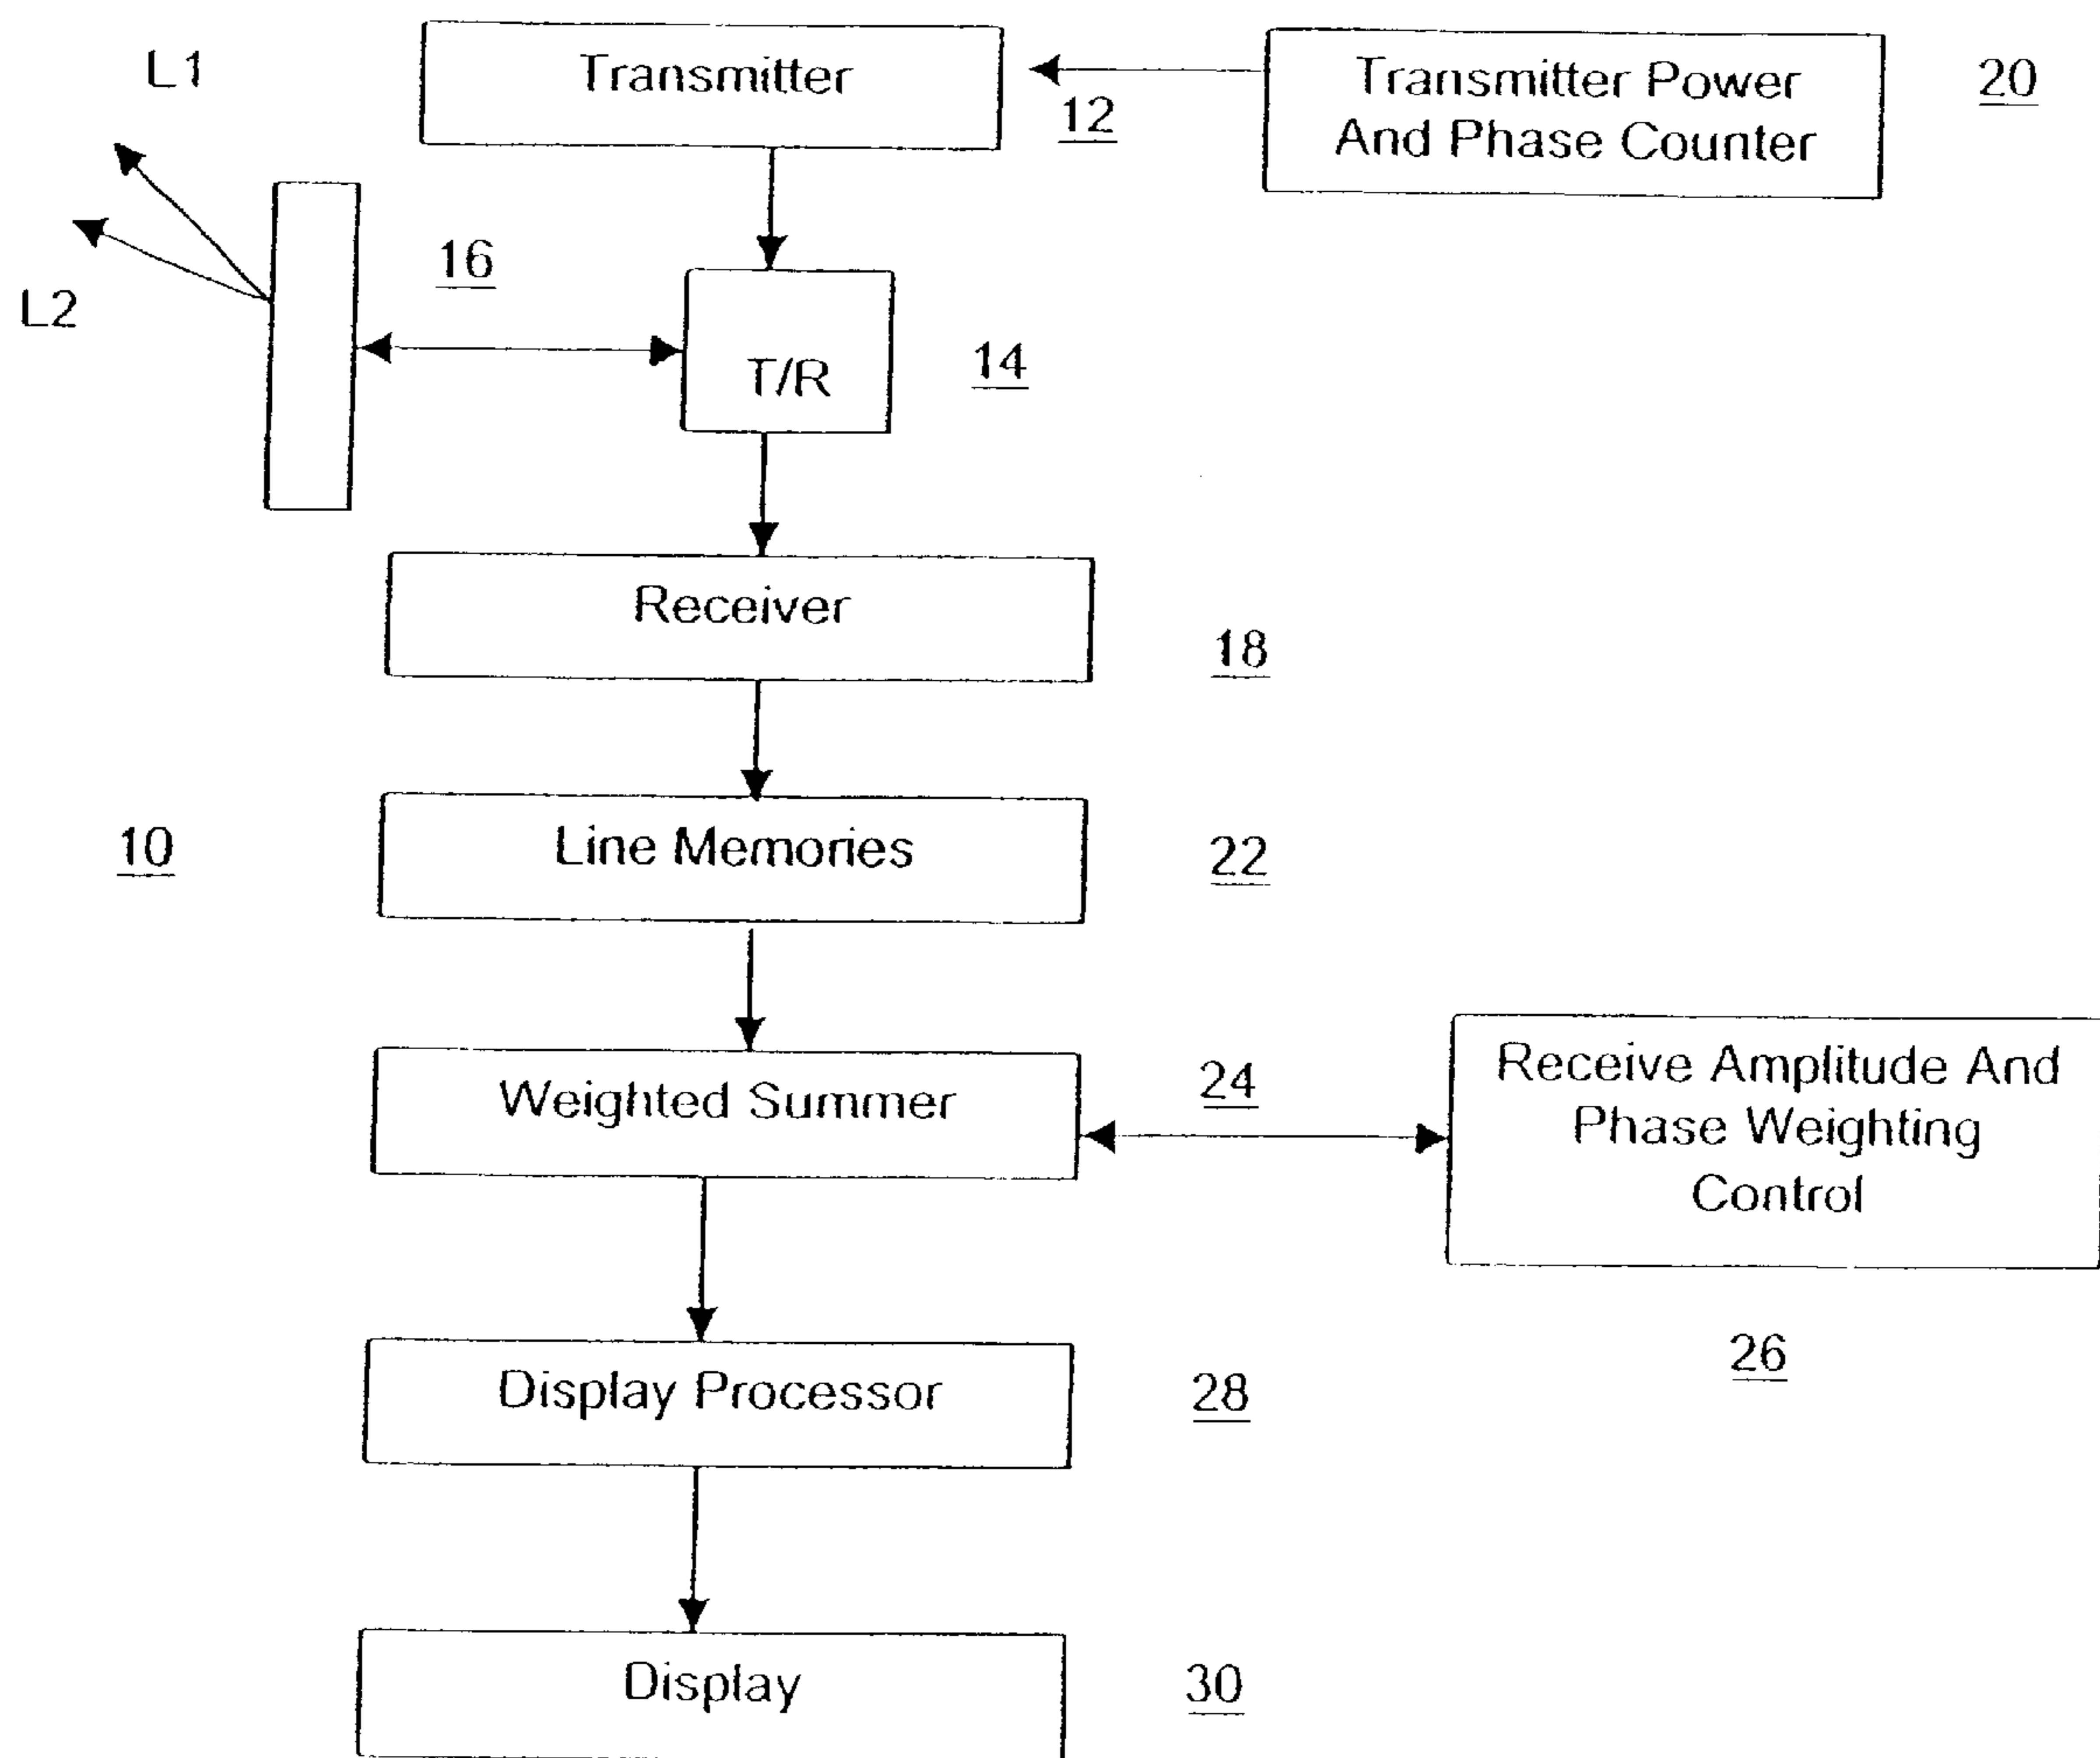 L1
Transmitter
12
Transmitter Power
And Phase Counter
20
L2
16
T/R
14
Receiver
18
10
Line Memories
22
Weighted Summer
24
Receive Amplitude And
Phase Weighting
Control
26
Display Processor
28
Display
30